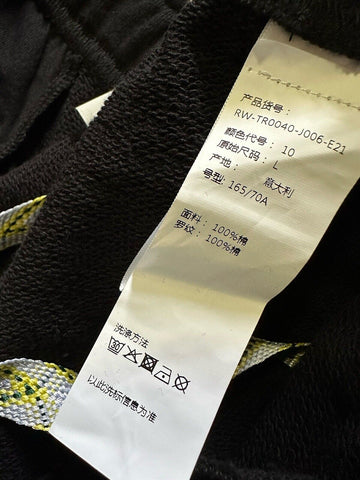 产品货号:
RW-TR0040-J006-E21
颜色代号: 10
原始尺码: L
产地: 意大利
号型: 165/70A
面料: 100%棉
罗纹: 100%棉
洗涤方法
以此洗标信息为准